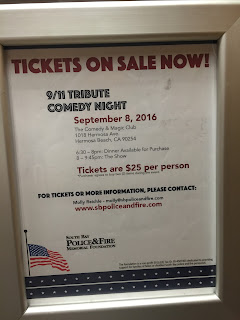 TICKETS ON SALE NOW!
9/11 TRIBUTE
COMEDY NIGHT
September 8, 2016
The Comedy & Magic Club
1018 Hermosa Ave.
Hermosa Beach, CA 90254
6:30 – 8pm: Dinner Available for Purchase
8 – 9:45pm: The Show
Tickets are $25 per person
FOR TICKETS OR MORE INFORMATION, PLEASE CONTACT:
www.sbpoliceandfire.com
SOUTH BAY
POLICE & FIRE
MEMORIAL FOUNDATION